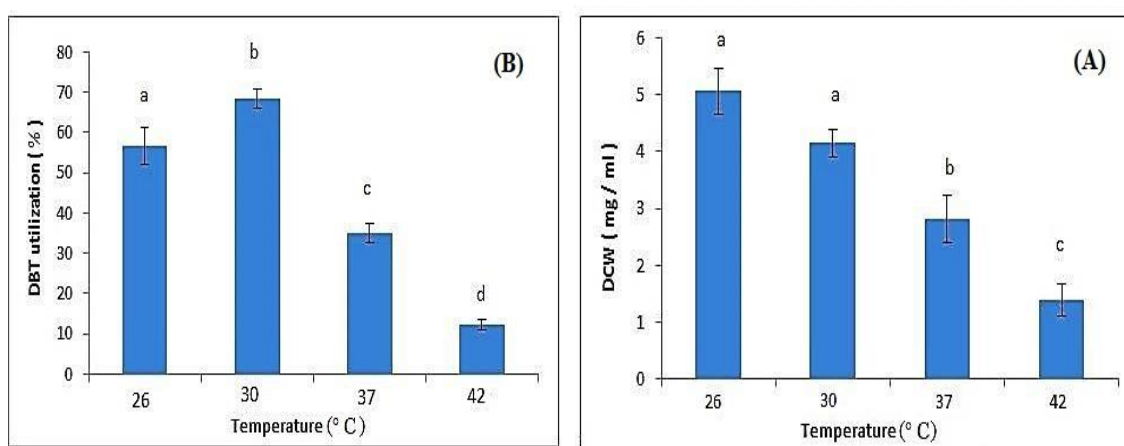 (B)
DBT utilization ( % )
80
70
60
50
40
30
20
10
0
a
b
c
d
26
30
37
42
Temperature (° C)
(A)
DCW ( mg / ml )
6
5
4
3
2
1
0
a
a
b
c
26
30
37
42
Temperature (° C)